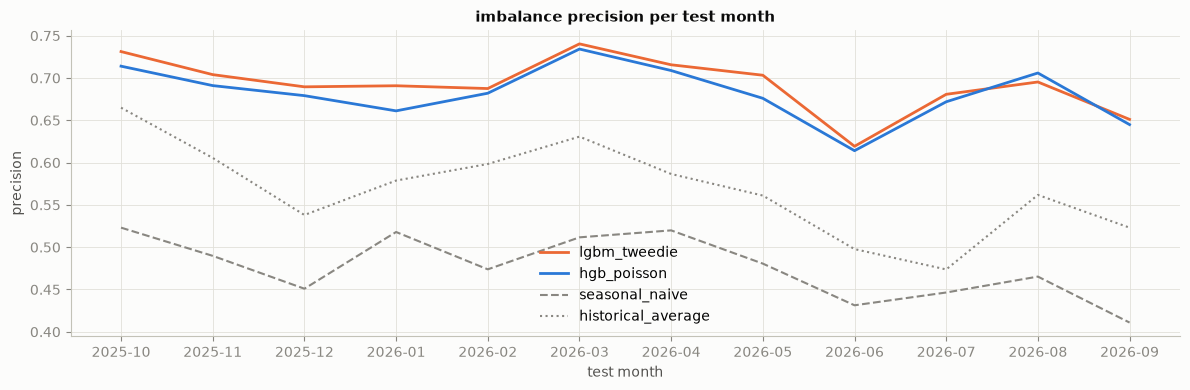 imbalance precision per test month
precision
0.75
0.70
0.65
0.60
0.55
0.50
0.45
0.40
lgbm_tweedie
hgb_poisson
seasonal_naive
historical_average
2025-10 2025-11 2025-12 2026-01 2026-02 2026-03 2026-04 2026-05 2026-06 2026-07 2026-08 2026-09
test month